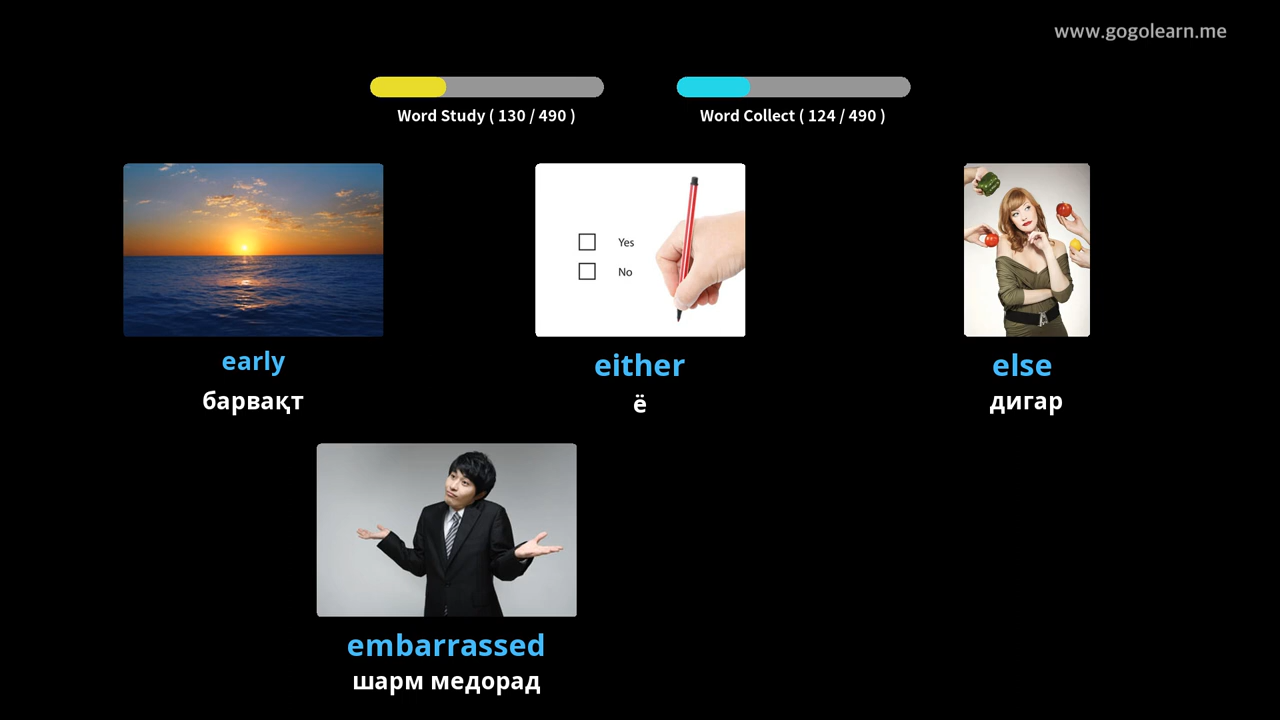 www.gogolearn.me
Word Study ( 130 / 490 )
Word Collect ( 124 / 490 )
Yes
No
early
either
else
барвақт
ё
дигар
embarrassed
шарм медорад